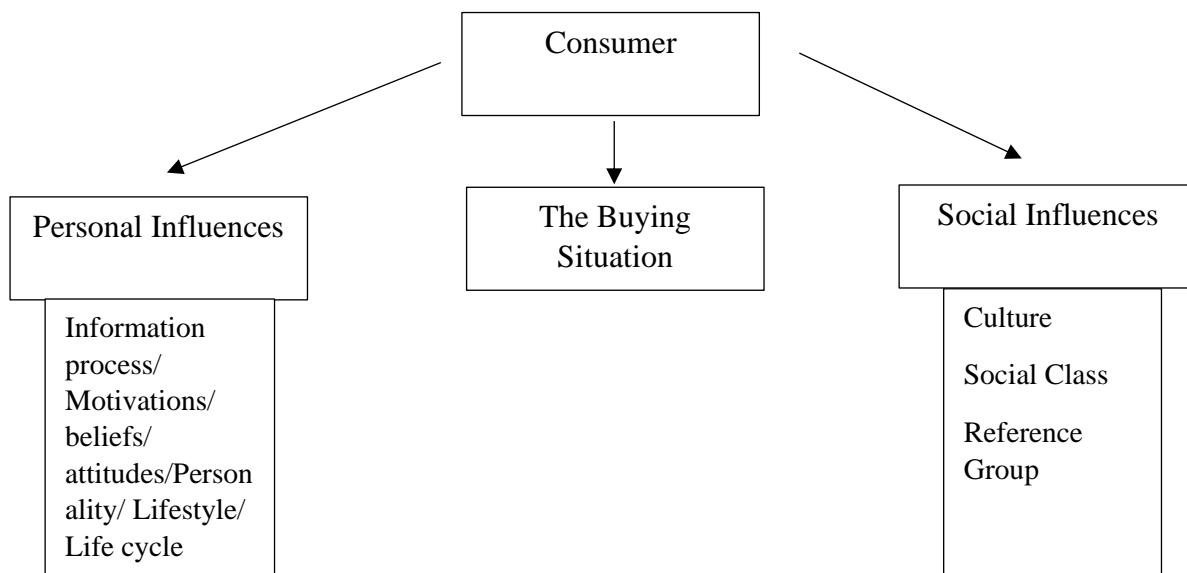 Consumer
Personal Influences
The Buying
Situation
Social Influences
Information
process/
Motivations/
beliefs/
attitudes/Person
ality/ Lifestyle/
Life cycle
Culture
Social Class
Reference
Group